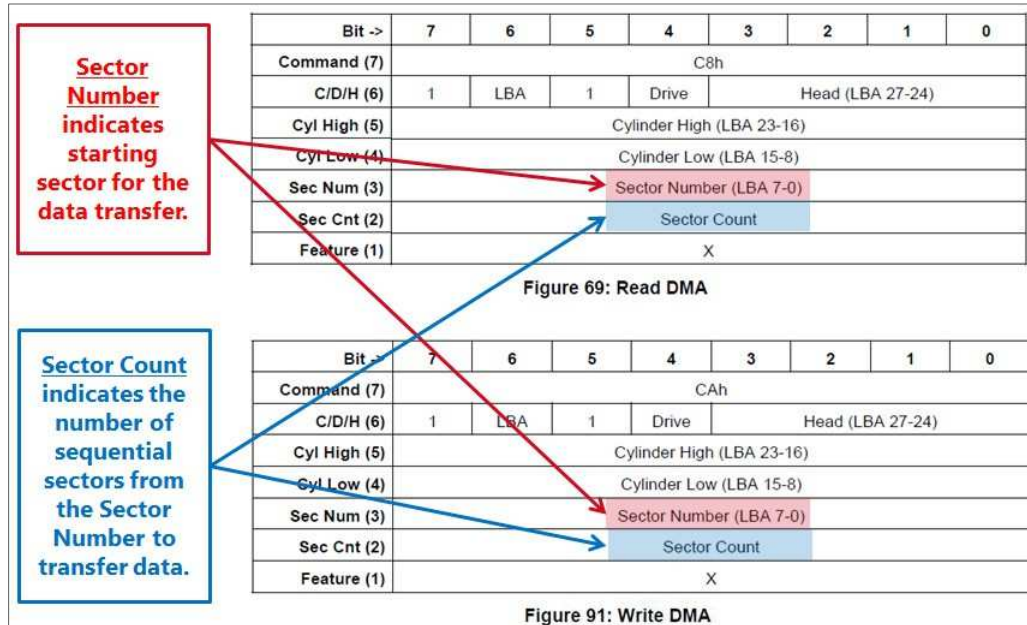 Sector
Number
indicates
starting
sector for the
data transfer.
Bit -> 7 6 5 4 3 2 1 0
Command (7) C8h
C/D/H (6) 1 LBA 1 Drive Head (LBA 27-24)
Cyl High (5) Cylinder High (LBA 23-16)
Cyl Low (4) Cylinder Low (LBA 15-8)
Sec Num (3) Sector Number (LBA 7-0)
Sec Cnt (2) Sector Count
Feature (1) X
Figure 69: Read DMA
Sector Count
indicates the
number of
sequential
sectors from
the Sector
Number to
transfer data.
Bit -> 7 6 5 4 3 2 1 0
Command (7) CAh
C/D/H (6) 1 LBA 1 Drive Head (LBA 27-24)
Cyl High (5) Cylinder High (LBA 23-16)
Cyl Low (4) Cylinder Low (LBA 15-8)
Sec Num (3) Sector Number (LBA 7-0)
Sec Cnt (2) Sector Count
Feature (1) X
Figure 91: Write DMA